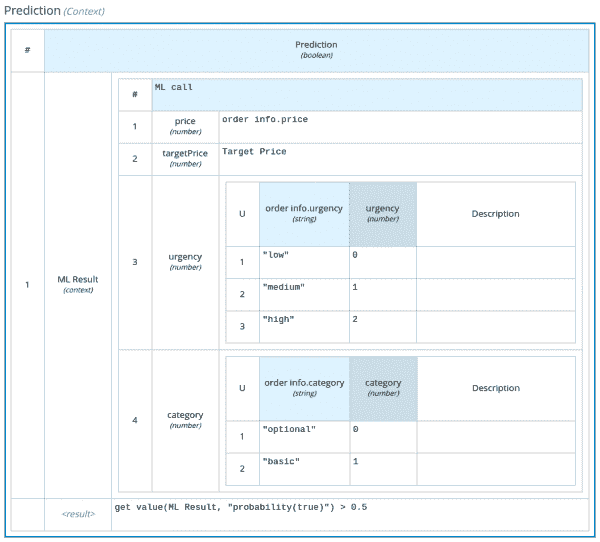 Prediction (Context)
#
Prediction
(boolean)
1
ML Result
(context)
#
ML call
1
price
(number)
order info.price
2
targetPrice
(number)
Target Price
3
urgency
(number)
U
order info.urgency
(string)
urgency
(number)
Description
1
"low"
0
2
"medium"
1
3
"high"
2
4
category
(number)
U
order info.category
(string)
category
(number)
Description
1
"optional"
0
2
"basic"
1
<result>
get value(ML Result, "probability(true)") > 0.5